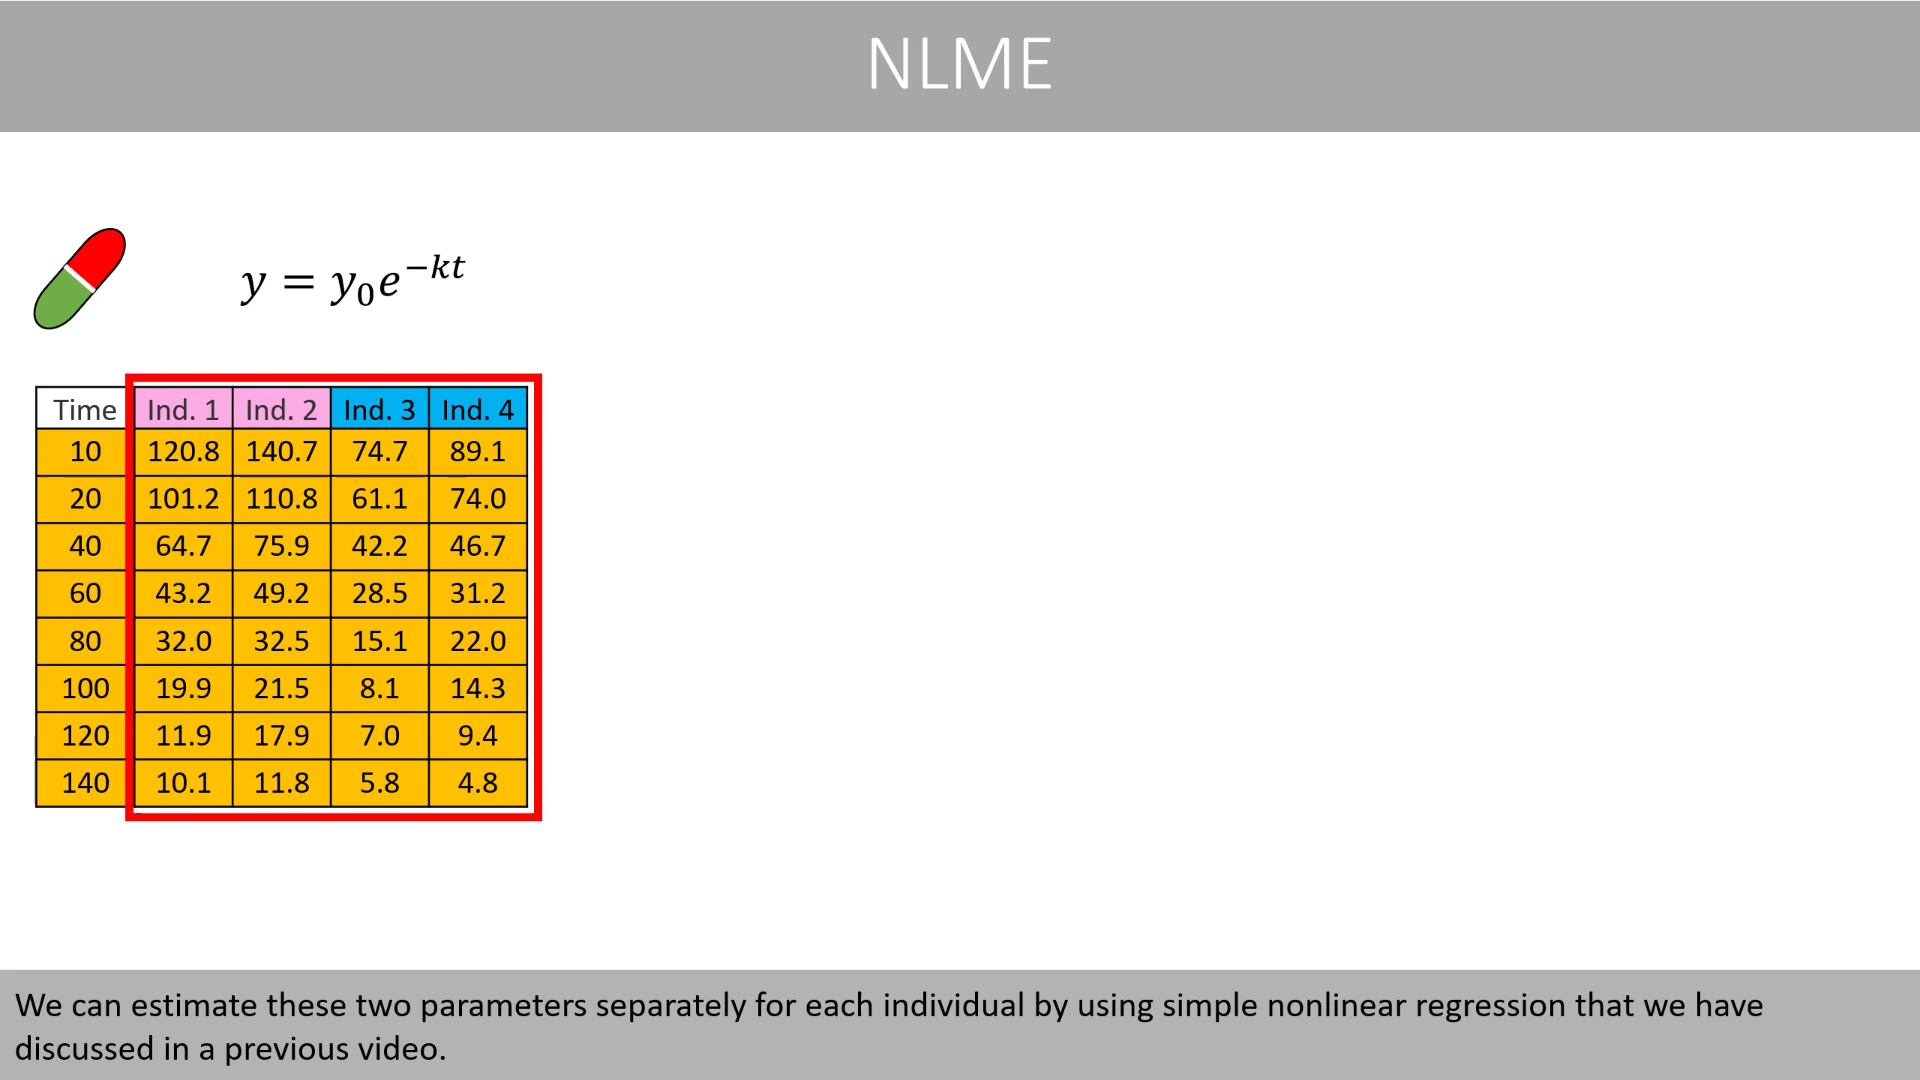 NLME
y = y₀e^{-kt}
Time Ind. 1 Ind. 2 Ind. 3 Ind. 4
10 120.8 140.7 74.7 89.1
20 101.2 110.8 61.1 74.0
40 64.7 75.9 42.2 46.7
60 43.2 49.2 28.5 31.2
80 32.0 32.5 15.1 22.0
100 19.9 21.5 8.1 14.3
120 11.9 17.9 7.0 9.4
140 10.1 11.8 5.8 4.8
We can estimate these two parameters separately for each individual by using simple nonlinear regression that we have
discussed in a previous video.